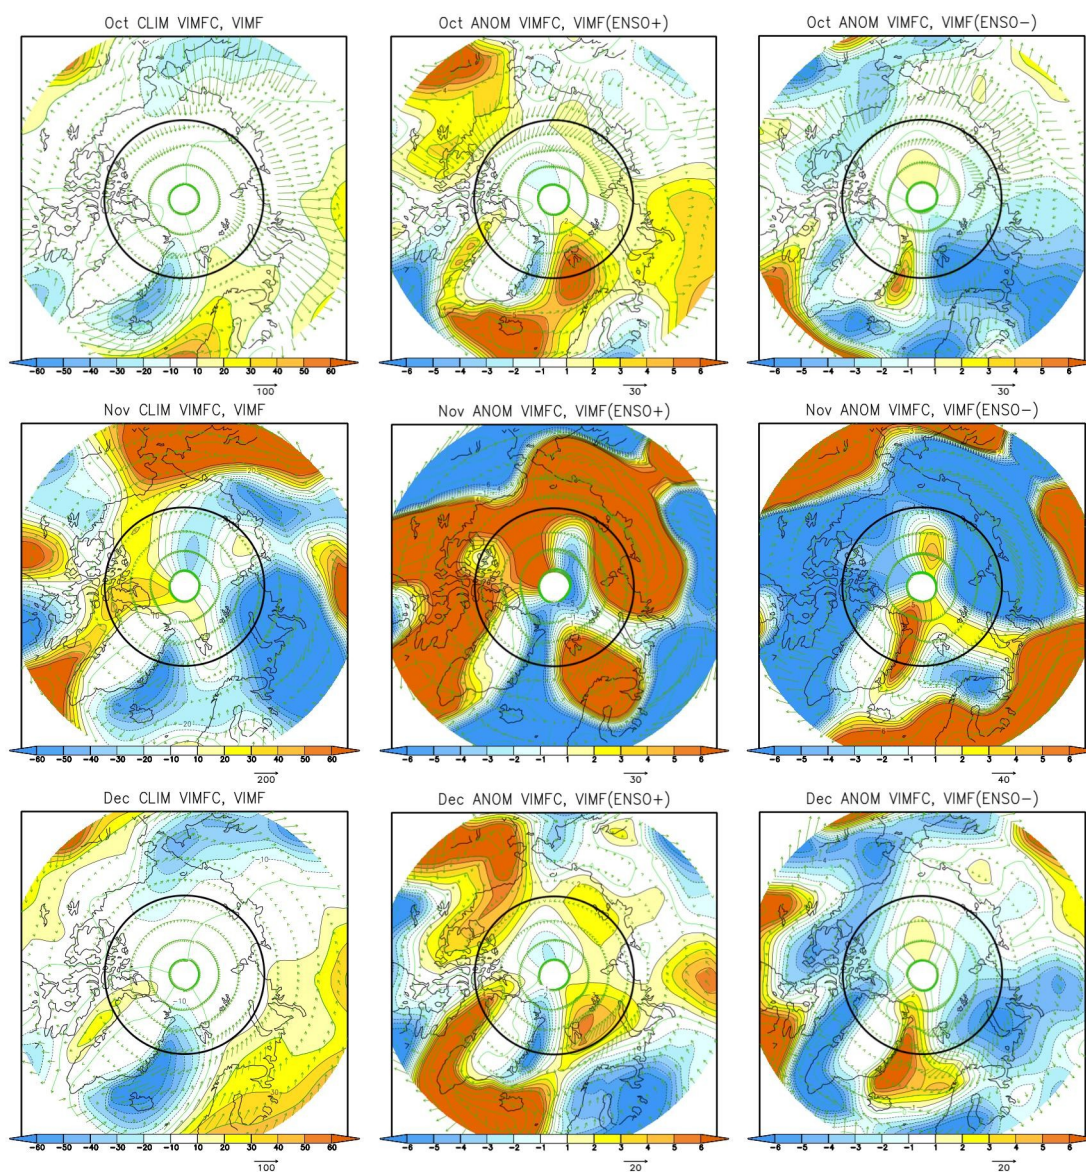 Oct CLIM VIMFC, VIMF
Oct ANOM VIMFC, VIMF(ENSO+)
Oct ANOM VIMFC, VIMF(ENSO−)
-60 -50 -40 -30 -20 -10 10 20 30 40 50 60
100
-6 -5 -4 -3 -2 -1 1 2 3 4 5 6
30
-6 -5 -4 -3 -2 -1 1 2 3 4 5 6
30
Nov CLIM VIMFC, VIMF
Nov ANOM VIMFC, VIMF(ENSO+)
Nov ANOM VIMFC, VIMF(ENSO−)
-60 -50 -40 -30 -20 -10 10 20 30 40 50 60
200
-6 -5 -4 -3 -2 -1 1 2 3 4 5 6
30
-6 -5 -4 -3 -2 -1 1 2 3 4 5 6
40
Dec CLIM VIMFC, VIMF
Dec ANOM VIMFC, VIMF(ENSO+)
Dec ANOM VIMFC, VIMF(ENSO−)
-10
-10
-60 -50 -40 -30 -20 -10 10 20 30 40 50 60
100
-6 -5 -4 -3 -2 -1 1 2 3 4 5 6
20
-6 -5 -4 -3 -2 -1 1 2 3 4 5 6
20